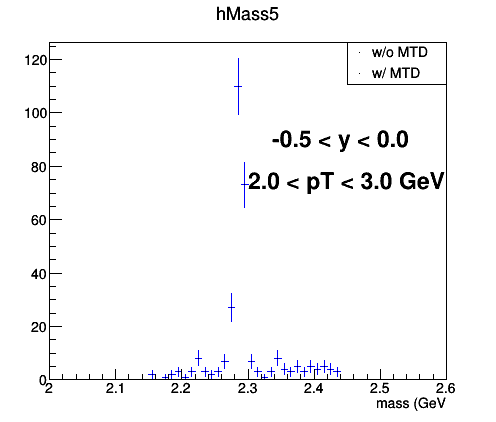 hMass5
w/o MTD
w/ MTD
-0.5 < y < 0.0
2.0 < pT < 3.0 GeV
120
100
80
60
40
20
0
2 2.1 2.2 2.3 2.4 2.5 2.6
mass (GeV